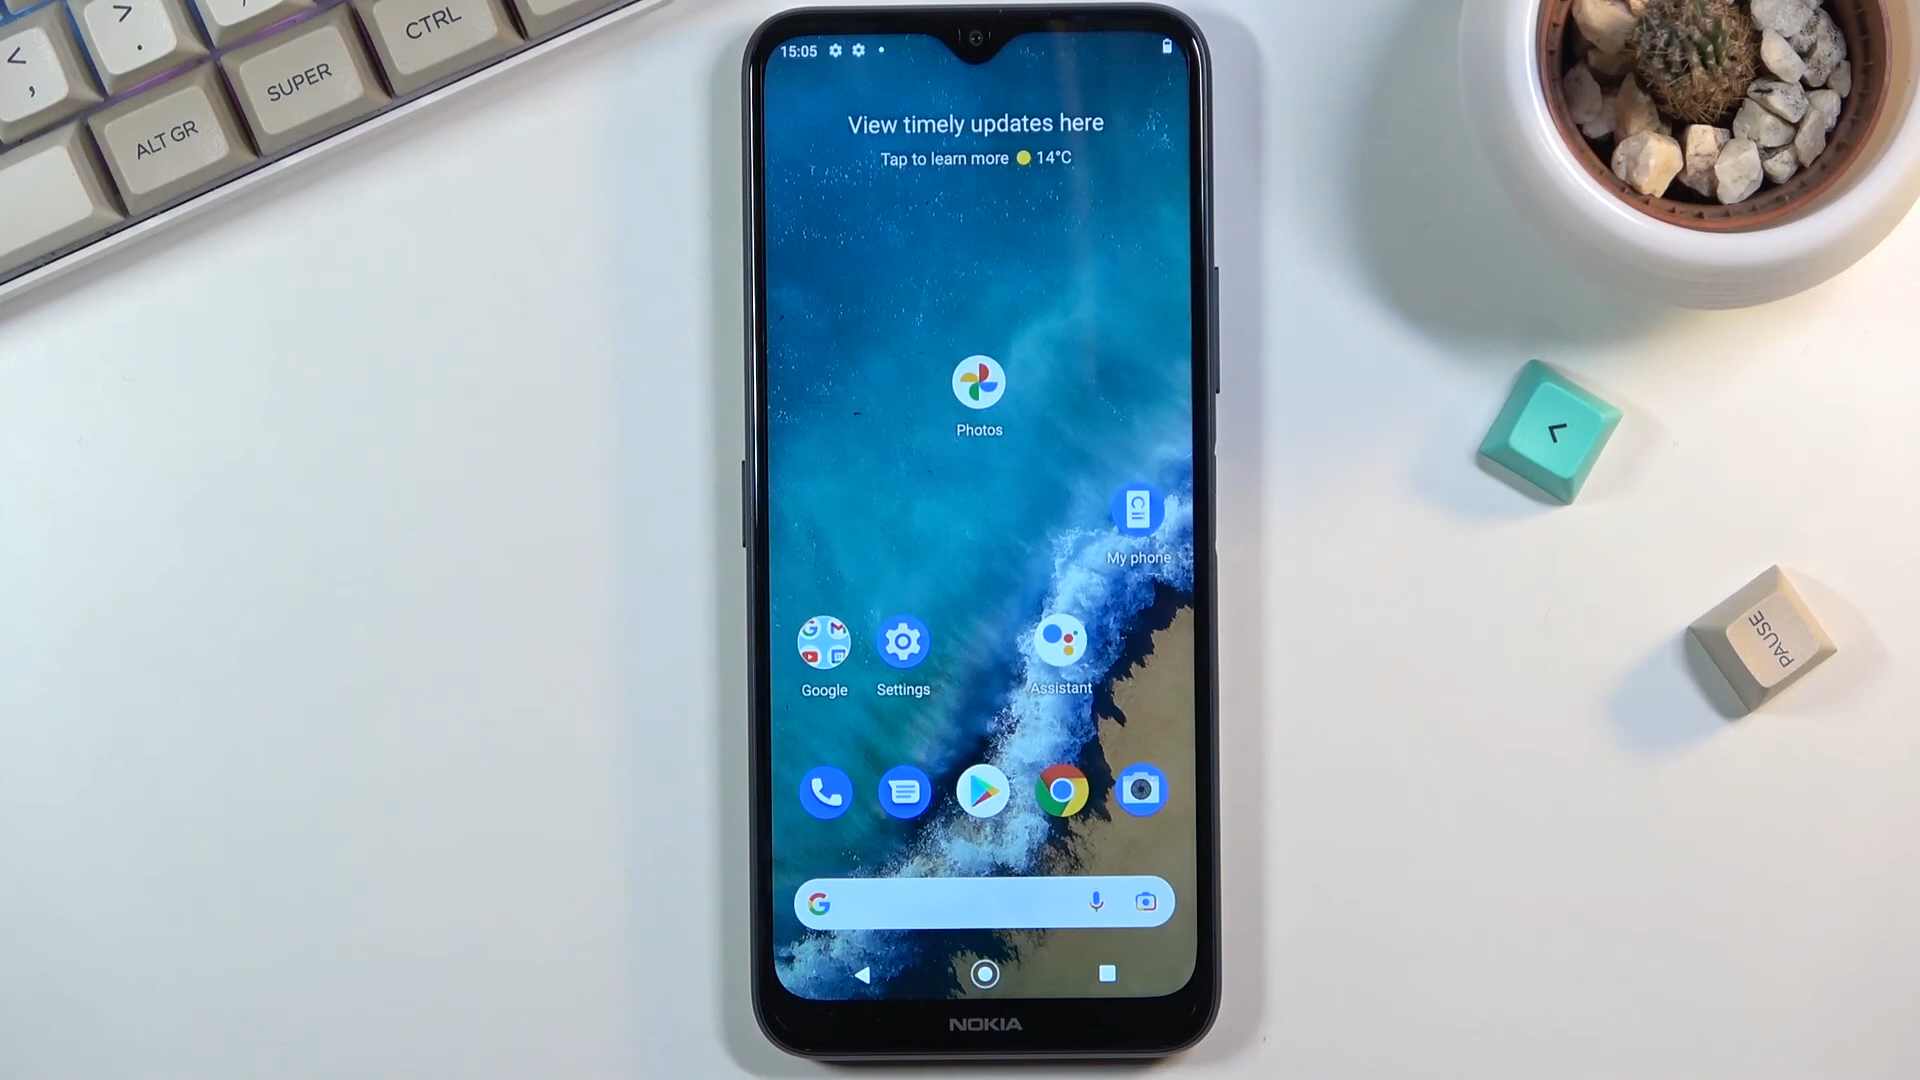 <
,
>
.
ALT GR
SUPER
CTRL
15:05
View timely updates here
Tap to learn more 14°C
Photos
My phone
Google
Settings
Assistant
G
NOKIA
<
PAUSE